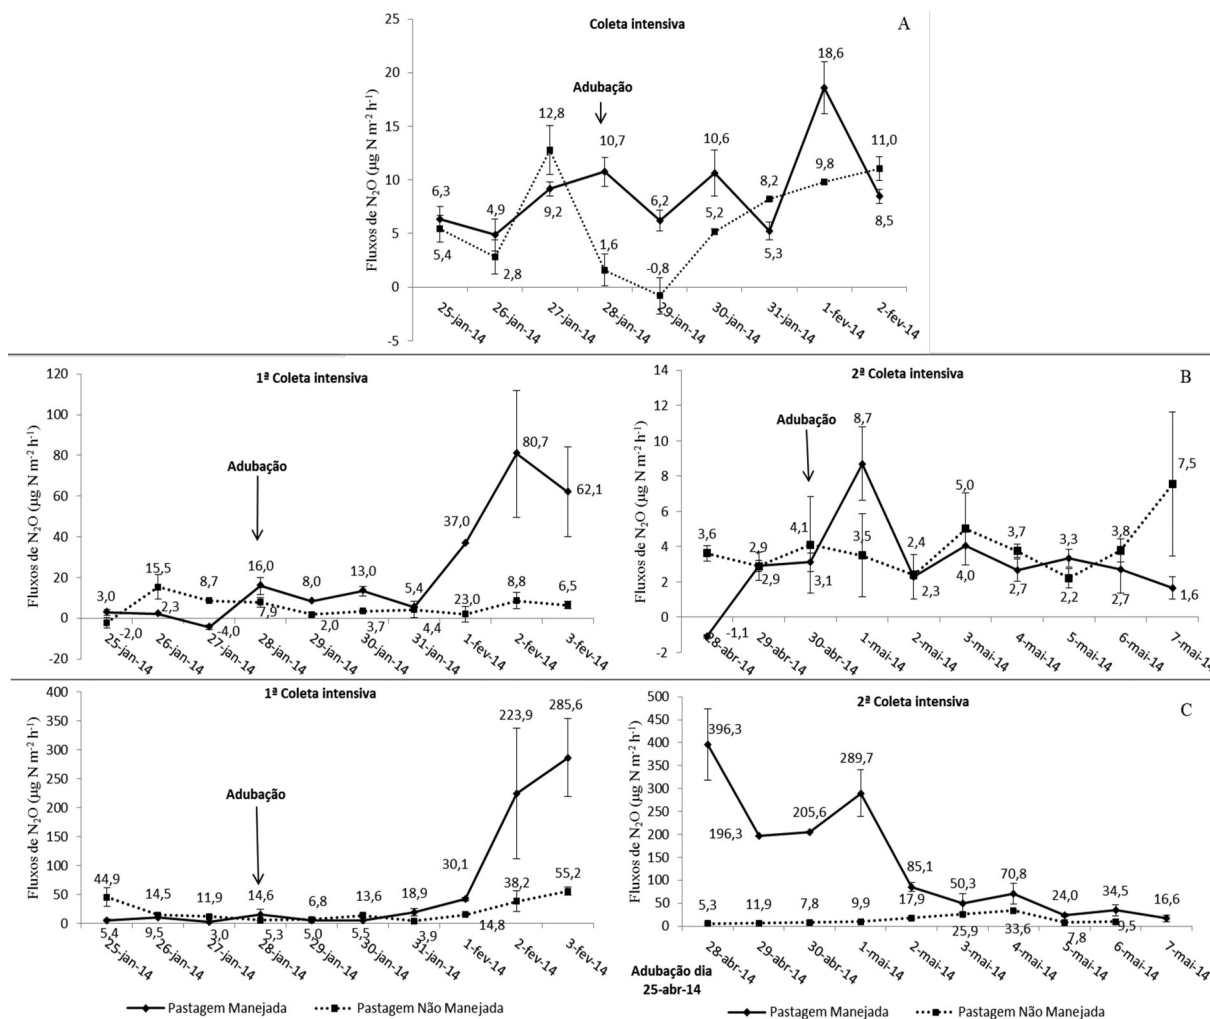 Coleta intensiva
A
Fluxos de N₂O (µg N m⁻² h⁻¹)
25
20
15
10
5
0
-5
Adubação
6,3
4,9
12,8
10,7
6,2
10,6
8,2
18,6
9,8
11,0
5,4
2,8
9,2
1,6
-0,8
5,2
5,3
8,5
25-jan-14
26-jan-14
27-jan-14
28-jan-14
29-jan-14
30-jan-14
31-jan-14
1-fev-14
2-fev-14
1ª Coleta intensiva
Fluxos de N₂O (µg N m⁻² h⁻¹)
120
100
80
60
40
20
0
-20
Adubação
3,0
15,5
8,7
16,0
8,0
13,0
5,4
37,0
80,7
62,1
-2,0
2,3
-4,0
7,9
2,0
3,7
4,4
23,0
8,8
6,5
25-jan-14
26-jan-14
27-jan-14
28-jan-14
29-jan-14
30-jan-14
31-jan-14
1-fev-14
2-fev-14
3-fev-14
2ª Coleta intensiva
B
Fluxos de N₂O (µg N m⁻² h⁻¹)
14
12
10
8
6
4
2
0
-2
Adubação
3,6
2,9
4,1
8,7
3,5
2,4
5,0
3,7
3,3
3,8
7,5
-1,1
2,9
3,1
2,3
4,0
2,7
2,2
2,7
1,6
28-abr-14
29-abr-14
30-abr-14
1-mai-14
2-mai-14
3-mai-14
4-mai-14
5-mai-14
6-mai-14
7-mai-14
1ª Coleta intensiva
Fluxos de N₂O (µg N m⁻² h⁻¹)
400
350
300
250
200
150
100
50
0
Adubação
44,9
14,5
11,9
14,6
6,8
13,6
18,9
30,1
223,9
285,6
38,2
55,2
5,4
9,5
3,0
5,3
5,0
5,5
3,9
14,8
25-jan-14
26-jan-14
27-jan-14
28-jan-14
29-jan-14
30-jan-14
31-jan-14
1-fev-14
2-fev-14
3-fev-14
Pastagem Manejada
Pastagem Não Manejada
2ª Coleta intensiva
C
Fluxos de N₂O (µg N m⁻² h⁻¹)
500
450
400
350
300
250
200
150
100
50
0
396,3
196,3
205,6
289,7
85,1
50,3
70,8
24,0
34,5
16,6
5,3
11,9
7,8
9,9
17,9
25,9
33,6
7,8
9,5
28-abr-14
29-abr-14
30-abr-14
1-mai-14
2-mai-14
3-mai-14
4-mai-14
5-mai-14
6-mai-14
7-mai-14
Adubação dia
25-abr-14
Pastagem Manejada
Pastagem Não Manejada